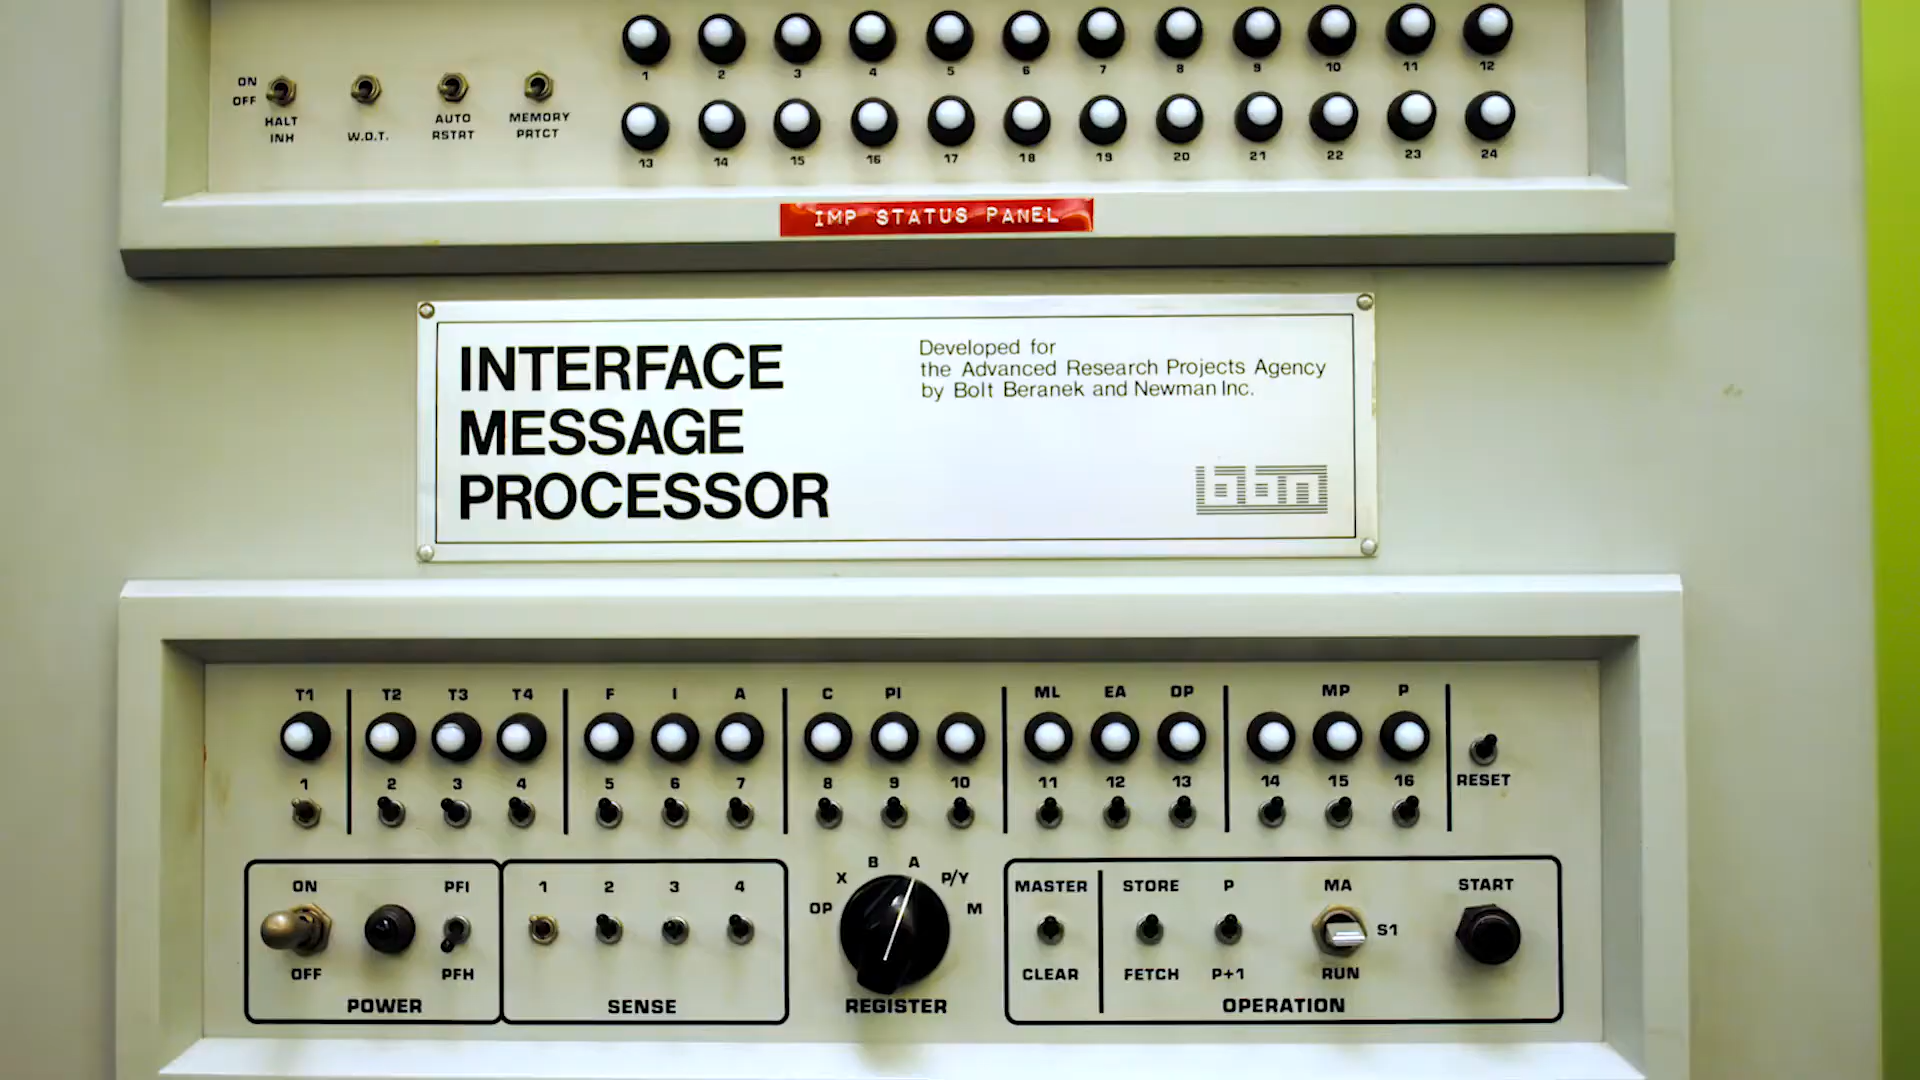 1 2 3 4 5 6 7 8 9 10 11 12
ON
OFF
HALT
INH
W.D.T.
AUTO
RSTRT
MEMORY
PRTCT
13 14 15 16 17 18 19 20 21 22 23 24
IMP STATUS PANEL
INTERFACE
MESSAGE
PROCESSOR
Developed for
the Advanced Research Projects Agency
by Bolt Beranek and Newman Inc.
bbn
T1 T2 T3 T4 F I A C PI ML EA OP MP P
1 2 3 4 5 6 7 8 9 10 11 12 13 14 15 16
RESET
ON
OFF
PFI
PFH
POWER
1 2 3 4
SENSE
OP X B A P/Y M
REGISTER
MASTER
CLEAR
STORE
FETCH
P
P+1
MA
S1
RUN
START
OPERATION